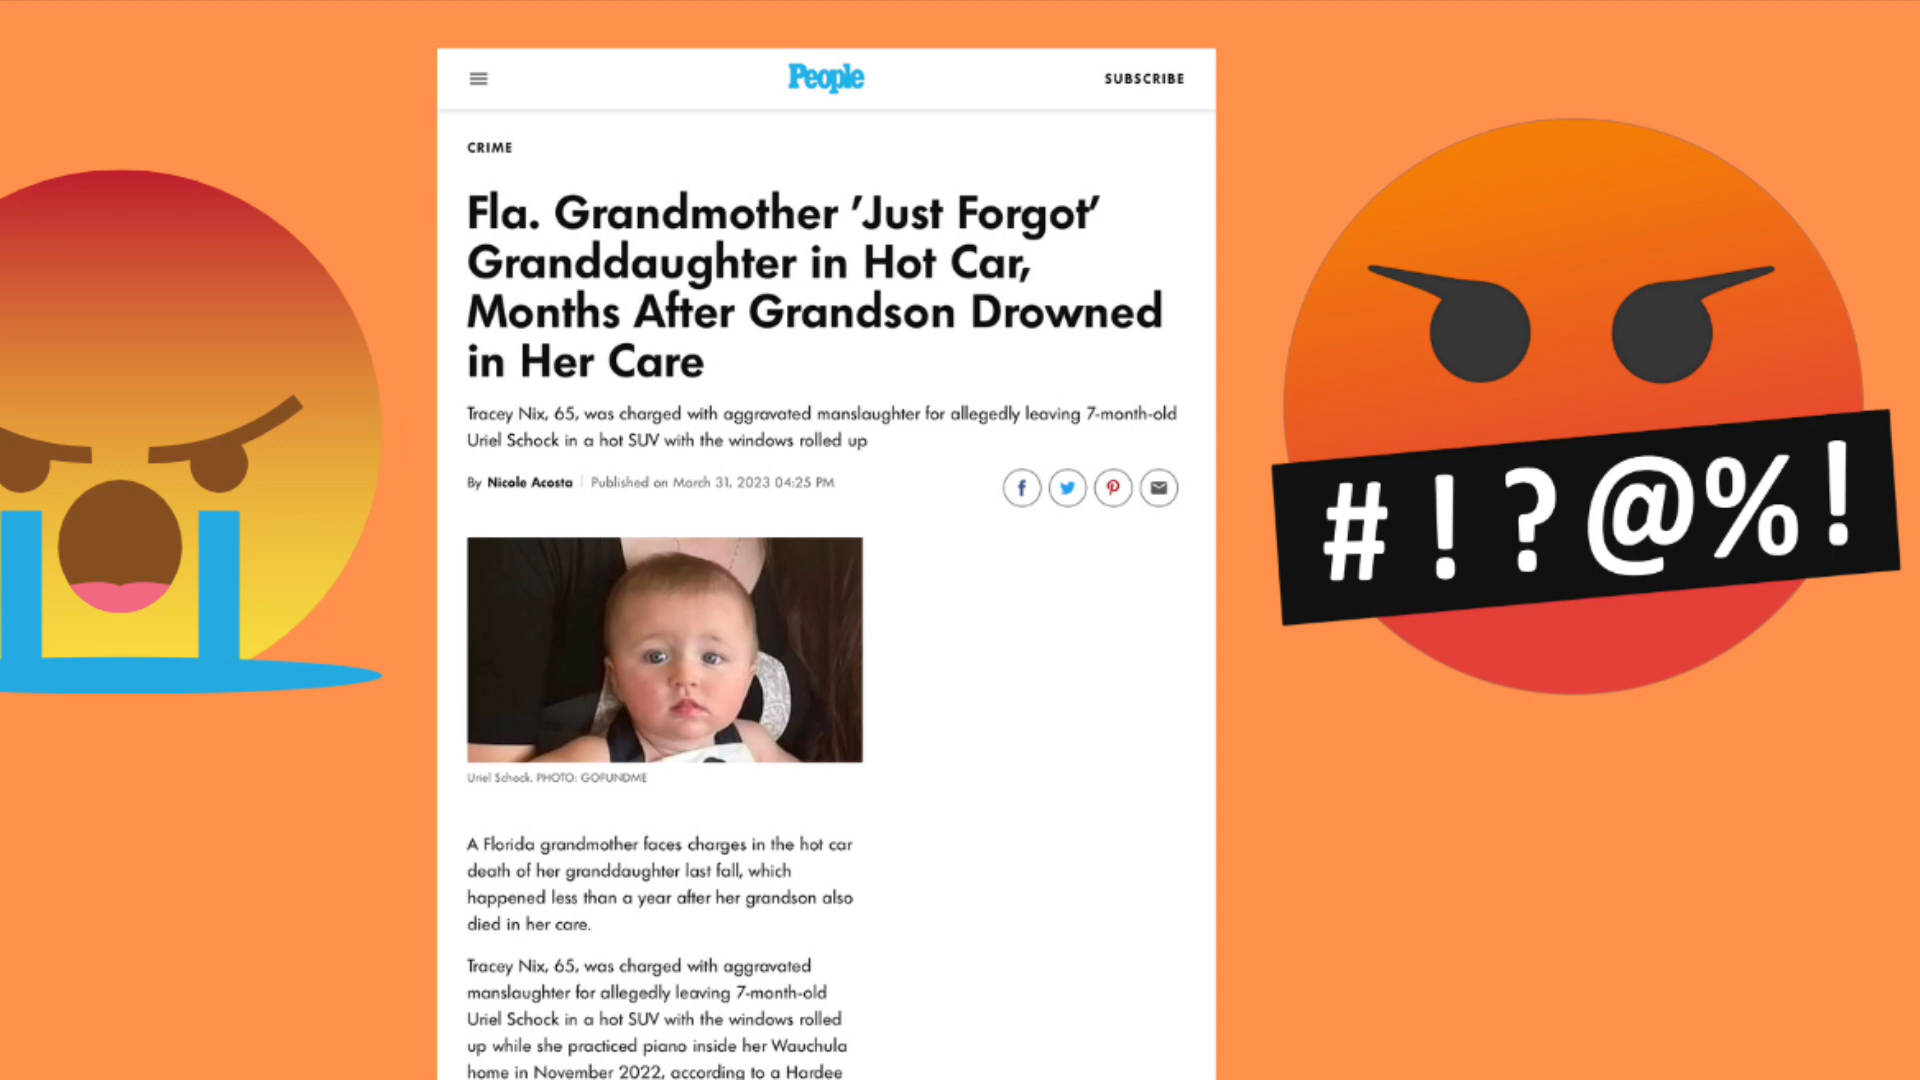 People
SUBSCRIBE
CRIME
Fla. Grandmother 'Just Forgot'
Granddaughter in Hot Car,
Months After Grandson Drowned
in Her Care
Tracey Nix, 65, was charged with aggravated manslaughter for allegedly leaving 7-month-old
Uriel Schock in a hot SUV with the windows rolled up
By Nicole Acosta | Published on March 31, 2023 04:25 PM
#!?@%!
Uriel Schock. PHOTO: GOFUNDME
A Florida grandmother faces charges in the hot car
death of her granddaughter last fall, which
happened less than a year after her grandson also
died in her care.
Tracey Nix, 65, was charged with aggravated
manslaughter for allegedly leaving 7-month-old
Uriel Schock in a hot SUV with the windows rolled
up while she practiced piano inside her Wauchula
home in November 2022, according to a Hardee